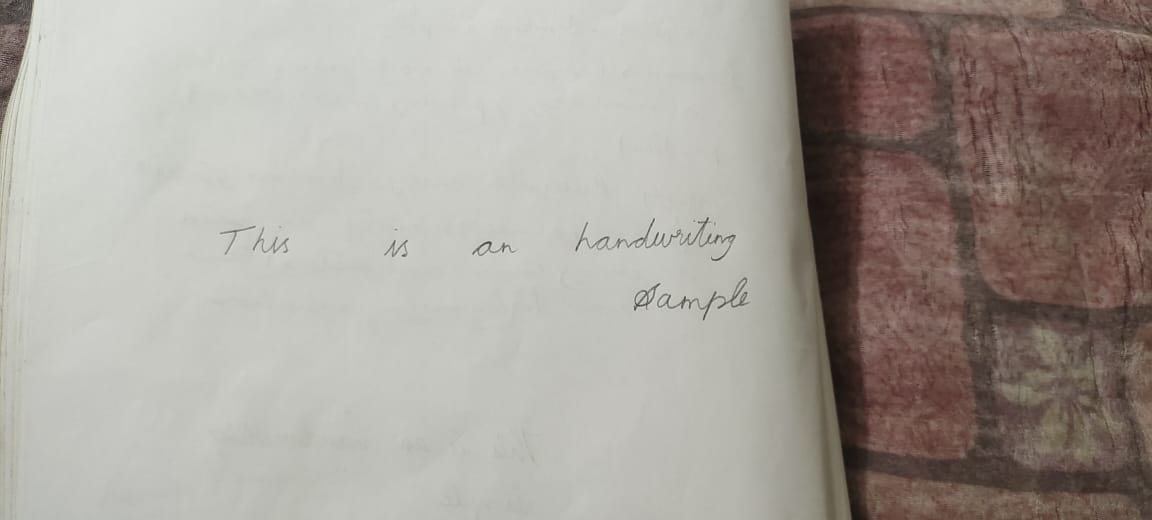 This is an handwriting
Sample